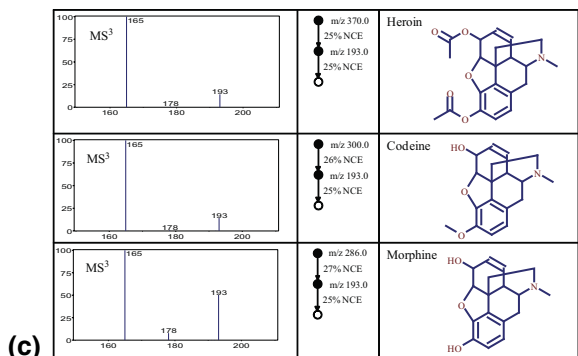 MS³
100
75
50
25
0
165
178
193
160
180
200
m/z 370.0
25% NCE
m/z 193.0
25% NCE
Heroin
O
O
O
N
O
O
MS³
100
75
50
25
0
165
178
193
160
180
200
m/z 300.0
26% NCE
m/z 193.0
25% NCE
Codeine
HO
O
N
O
MS³
100
75
50
25
0
165
178
193
160
180
200
m/z 286.0
27% NCE
m/z 193.0
25% NCE
Morphine
HO
O
N
HO
(c)